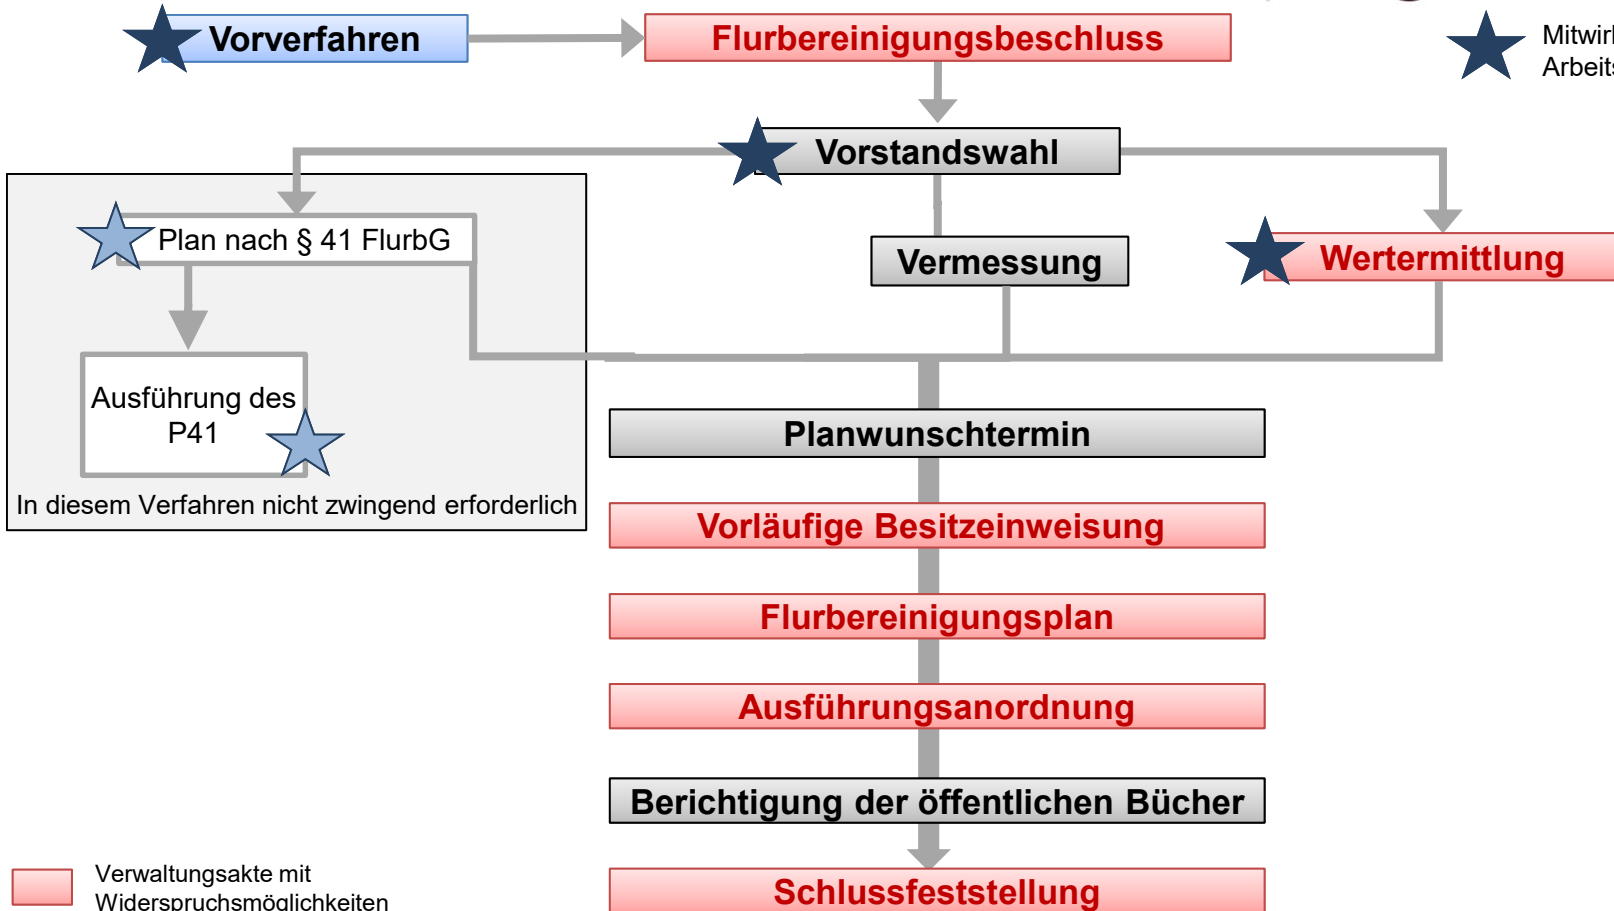 Vorverfahren
Flurbereinigungsbeschluss
Vorstandswahl
Plan nach § 41 FlurbG
Vermessung
Wertermittlung
Ausführung des
P41
In diesem Verfahren nicht zwingend erforderlich
Planwunschtermin
Vorläufige Besitzeinweisung
Flurbereinigungsplan
Ausführungsanordnung
Berichtigung der öffentlichen Bücher
Schlussfeststellung
Verwaltungsakte mit
Widerspruchsmöglichkeiten